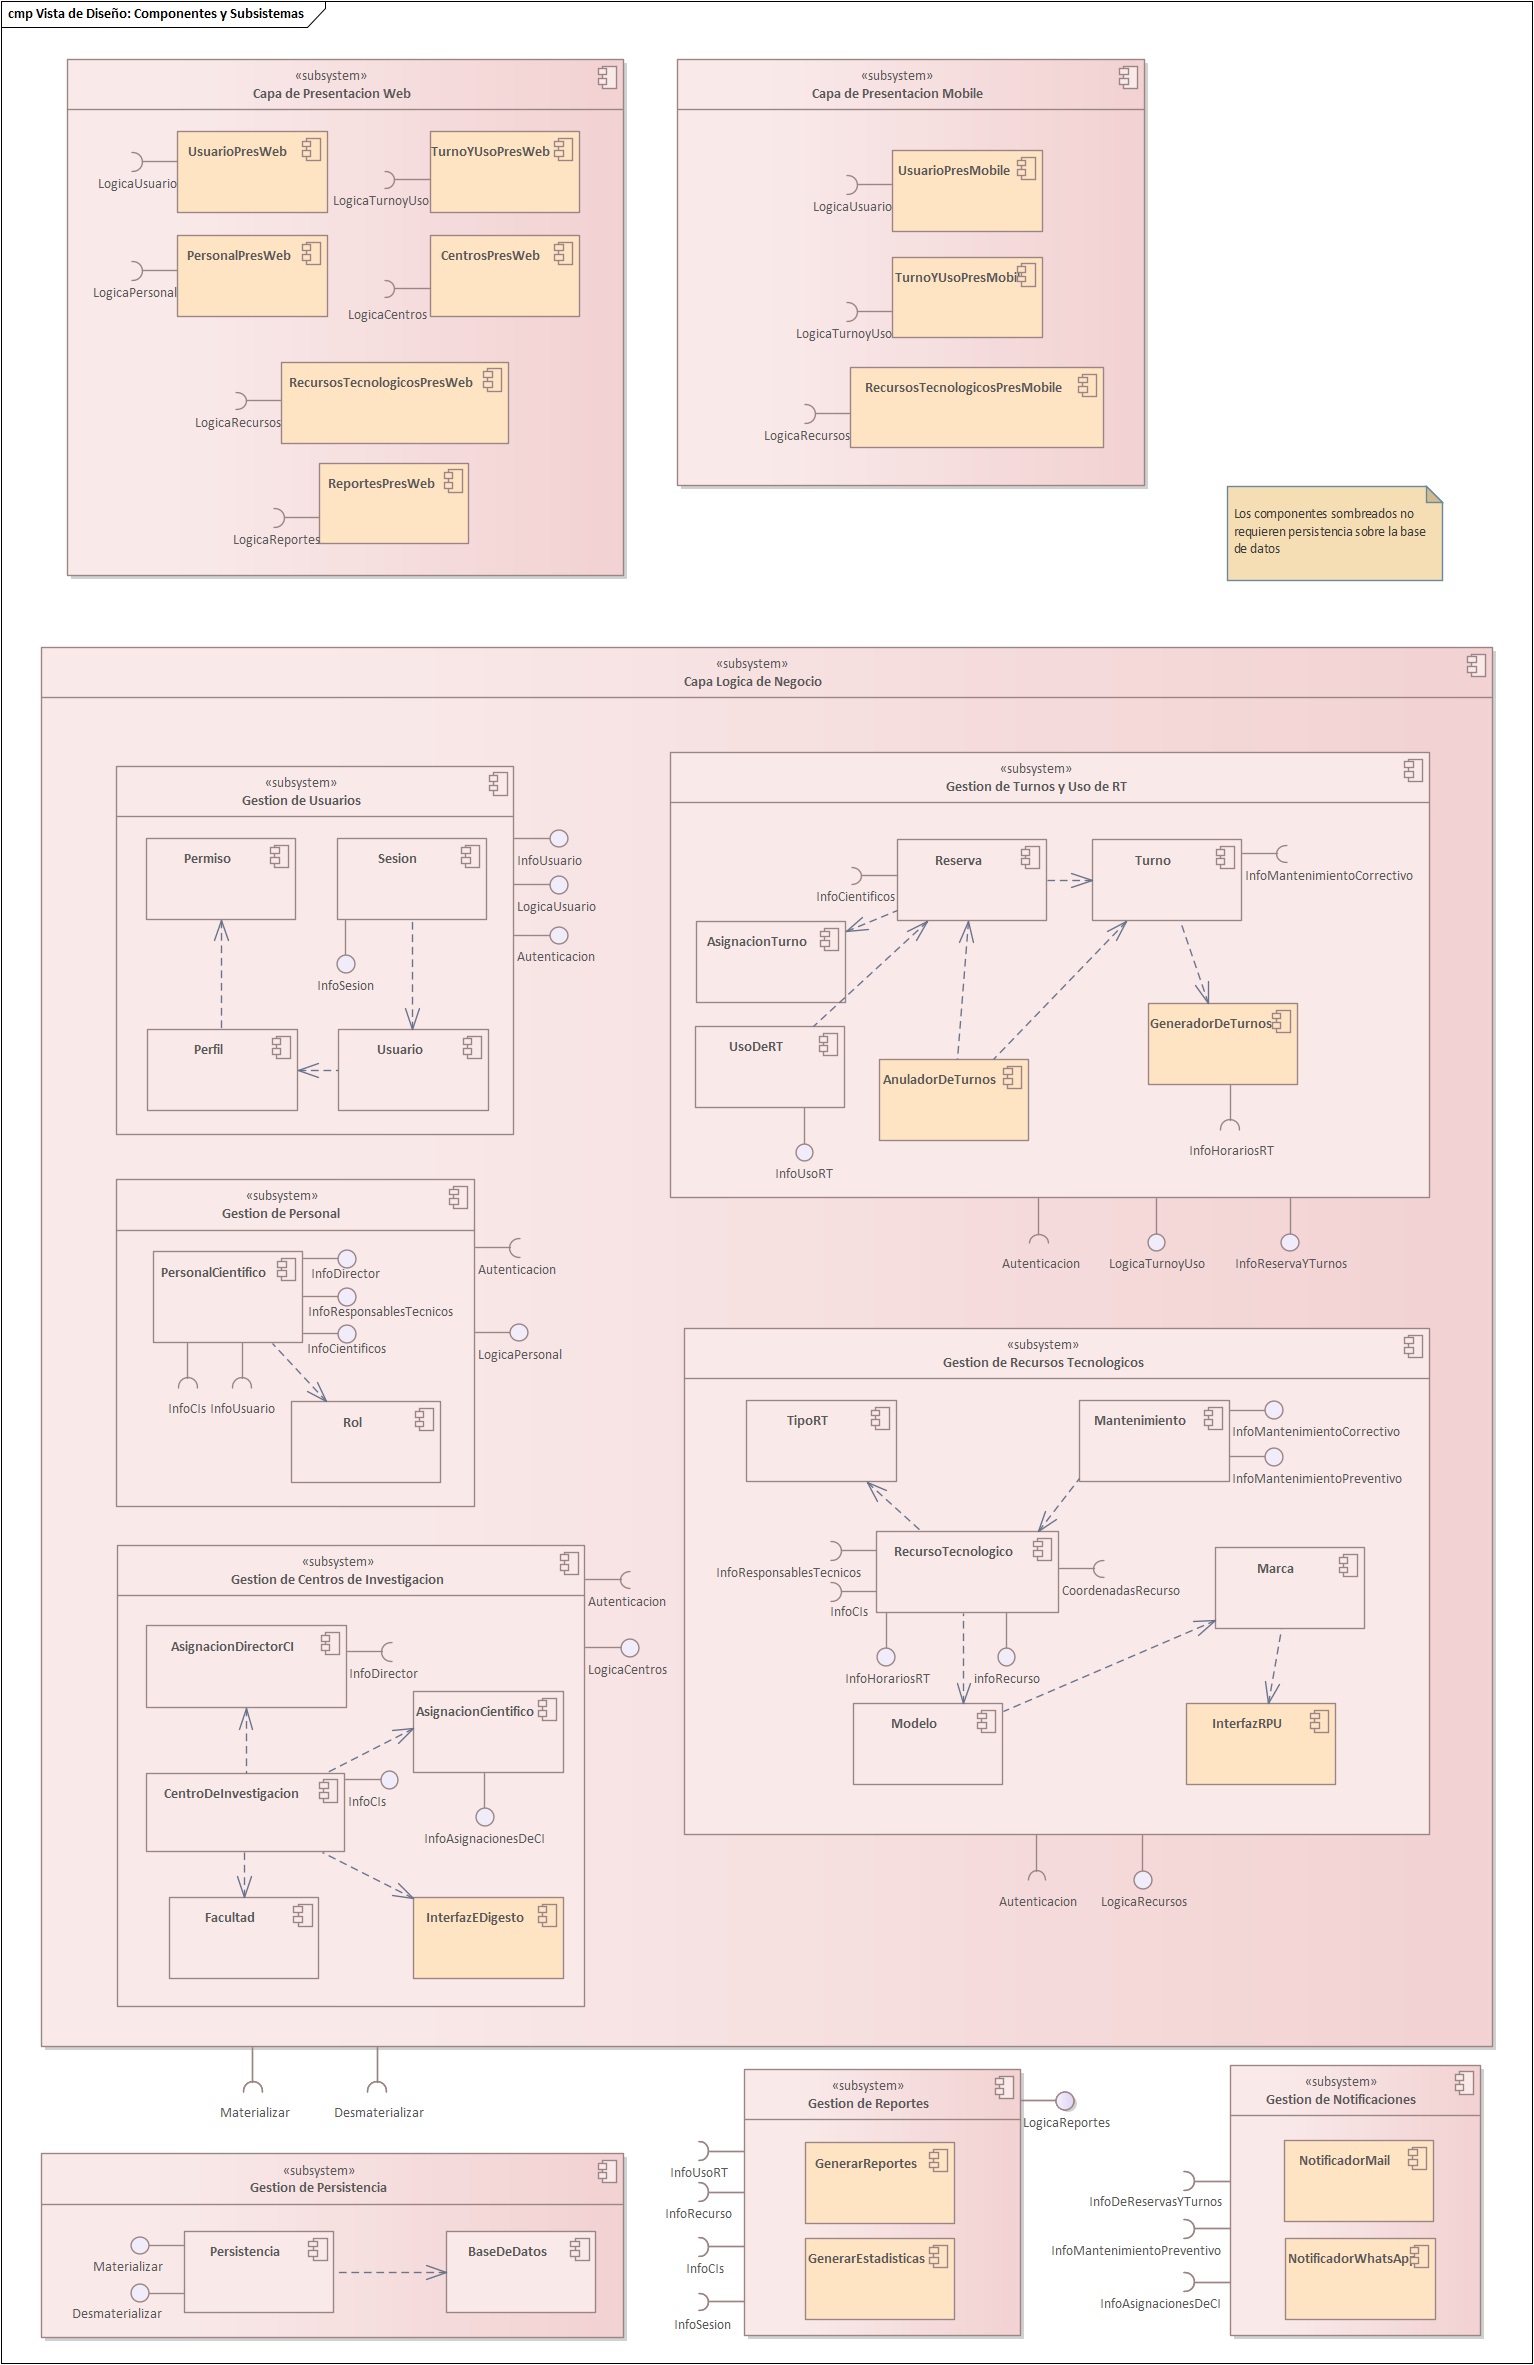 cmp Vista de Diseño: Componentes y Subsistemas
«subsystem»
Capa de Presentacion Web
UsuarioPresWeb
LogicaUsuario
TurnoYUsoPresWeb
LogicaTurnoyUso
PersonalPresWeb
LogicaPersonal
CentrosPresWeb
LogicaCentros
RecursosTecnologicosPresWeb
LogicaRecursos
ReportesPresWeb
LogicaReportes
«subsystem»
Capa de Presentacion Mobile
UsuarioPresMobile
LogicaUsuario
TurnoYUsoPresMobi
LogicaTurnoyUso
RecursosTecnologicosPresMobile
LogicaRecursos
Los componentes sombreados no
requieren persistencia sobre la base
de datos
«subsystem»
Capa Logica de Negocio
«subsystem»
Gestion de Usuarios
Permiso
Sesion
InfoUsuario
LogicaUsuario
Autenticacion
InfoSesion
Perfil
Usuario
«subsystem»
Gestion de Turnos y Uso de RT
Reserva
Turno
InfoMantenimientoCorrectivo
InfoCientificos
AsignacionTurno
GeneradorDeTurnos
UsoDeRT
AnuladorDeTurnos
InfoHorariosRT
InfoUsoRT
Autenticacion
LogicaTurnoyUso
InfoReservaYTurnos
«subsystem»
Gestion de Personal
PersonalCientifico
InfoDirector
InfoResponsablesTecnicos
InfoCientificos
InfoCIs
InfoUsuario
Rol
Autenticacion
LogicaPersonal
«subsystem»
Gestion de Recursos Tecnologicos
TipoRT
Mantenimiento
InfoMantenimientoCorrectivo
InfoMantenimientoPreventivo
RecursoTecnologico
InfoResponsablesTecnicos
InfoCIs
CoordenadasRecurso
Marca
InfoHorariosRT
infoRecurso
Modelo
InterfazRPU
Autenticacion
LogicaRecursos
«subsystem»
Gestion de Centros de Investigacion
Autenticacion
LogicaCentros
AsignacionDirectorCI
InfoDirector
AsignacionCientifico
CentroDeInvestigacion
InfoCIs
InfoAsignacionesDeCI
Facultad
InterfazEDigesto
Materializar
Desmaterializar
«subsystem»
Gestion de Persistencia
Persistencia
BaseDeDatos
Materializar
Desmaterializar
«subsystem»
Gestion de Reportes
LogicaReportes
GenerarReportes
GenerarEstadisticas
InfoUsoRT
InfoRecurso
InfoCIs
InfoSesion
«subsystem»
Gestion de Notificaciones
NotificadorMail
NotificadorWhatsAp
InfoDeReservasYTurnos
InfoMantenimientoPreventivo
InfoAsignacionesDeCI